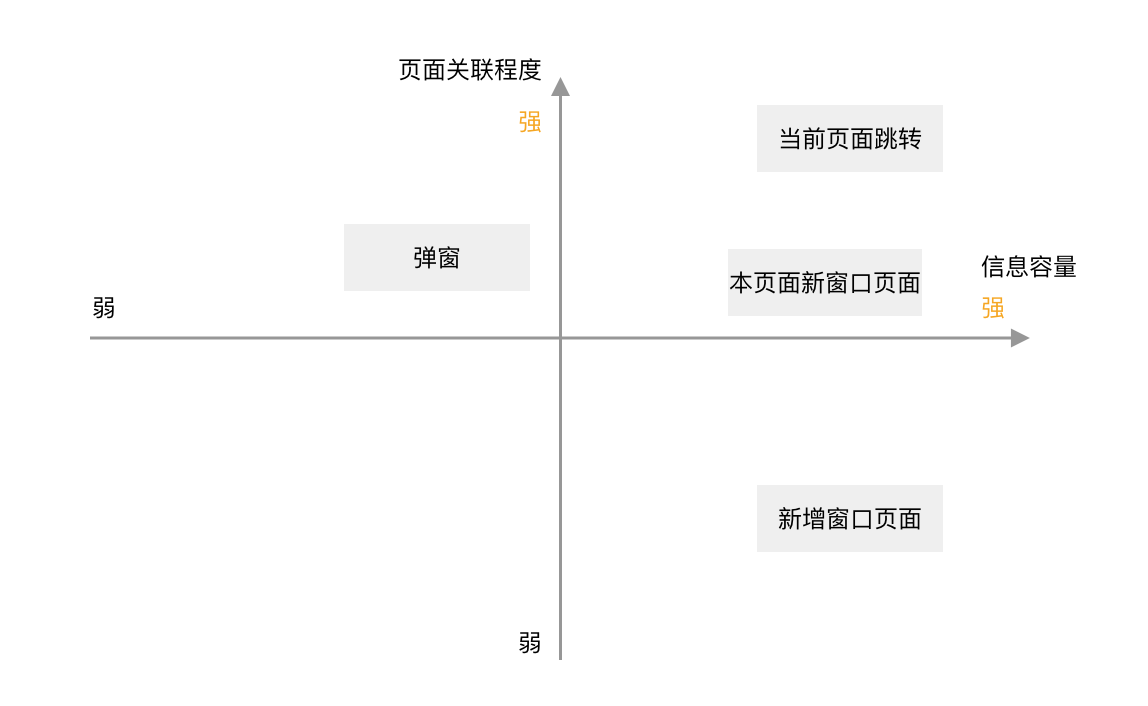 页面关联程度
强
当前页面跳转
弹窗
信息容量
本页面新窗口页面
弱
强
新增窗口页面
弱